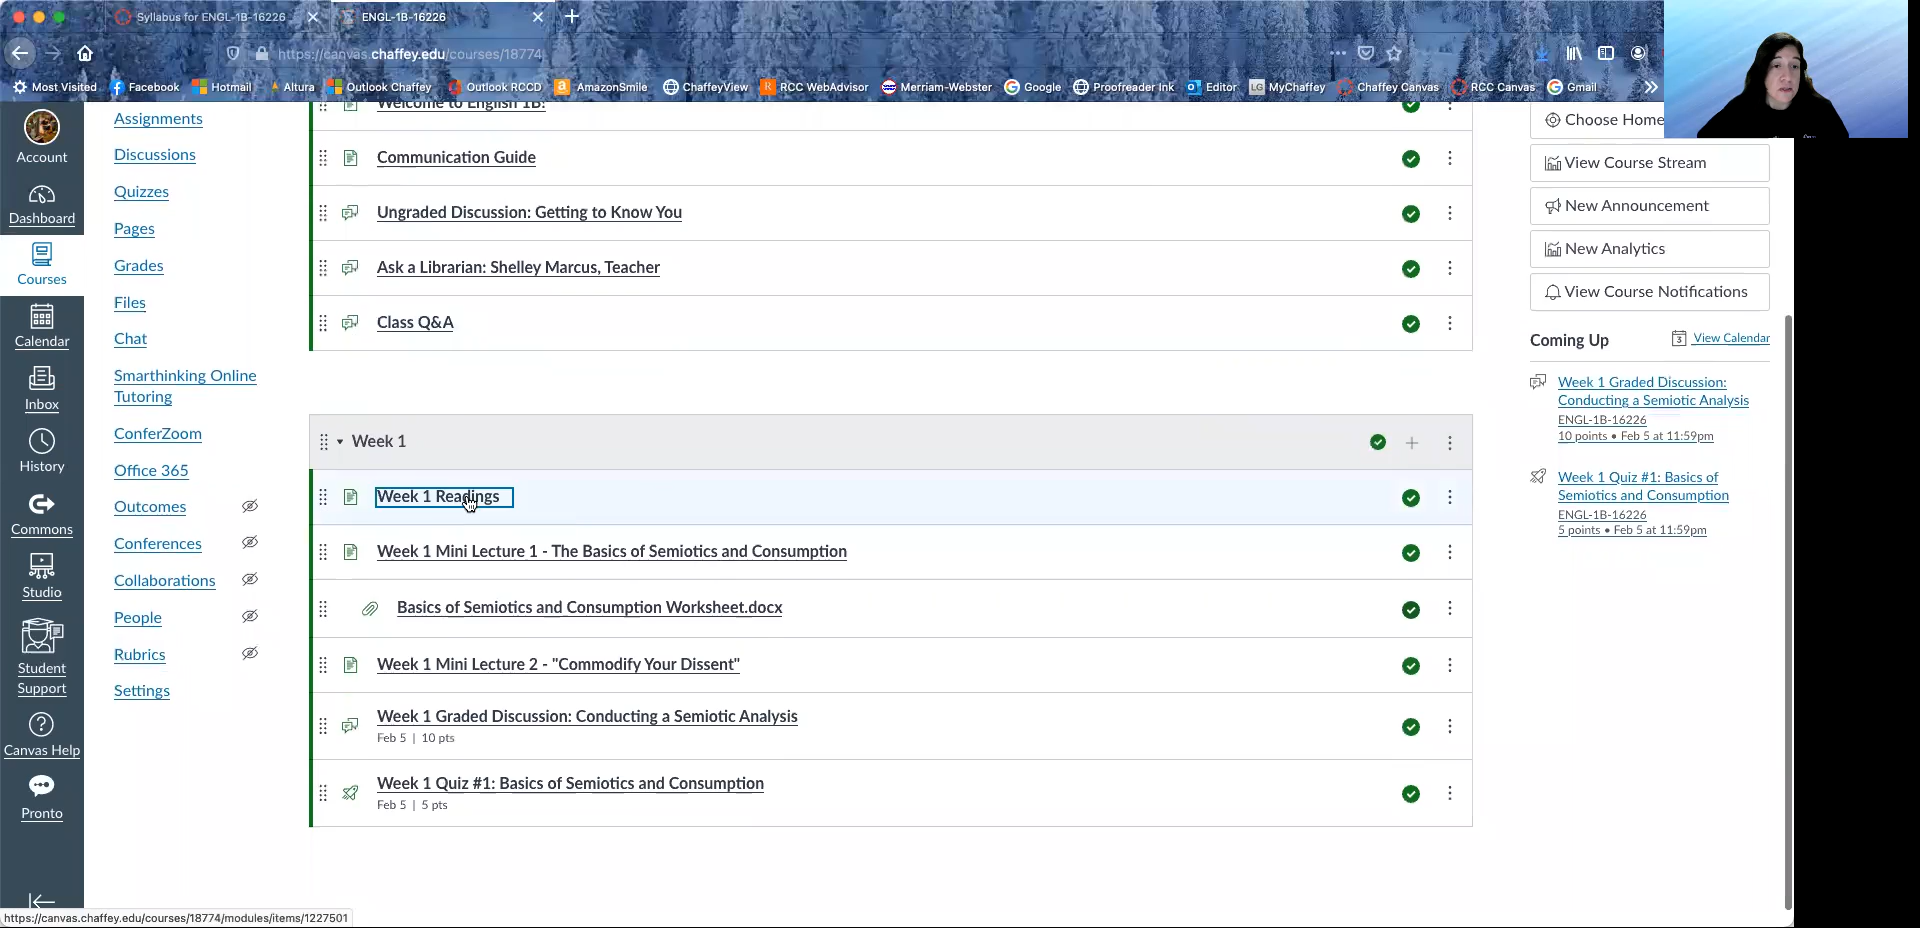 Syllabus for ENGL-1B-16226
ENGL-1B-16226
https://canvas.chaffey.edu/courses/18774
Most Visited
Facebook
Hotmail
Altura
Outlook Chaffey
Outlook RCCD
AmazonSmile
ChaffeyView
RCC WebAdvisor
Merriam-Webster
Google
Proofreader Ink
Editor
MyChaffey
Chaffey Canvas
RCC Canvas
Gmail
Account
Dashboard
Courses
Calendar
Inbox
History
Commons
Studio
Student
Support
Canvas Help
Pronto
Assignments
Discussions
Quizzes
Pages
Grades
Files
Chat
Smarthinking Online
Tutoring
ConferZoom
Office 365
Outcomes
Conferences
Collaborations
People
Rubrics
Settings
Welcome to English 1B!
Communication Guide
Ungraded Discussion: Getting to Know You
Ask a Librarian: Shelley Marcus, Teacher
Class Q&A
Week 1
Week 1 Readings
Week 1 Mini Lecture 1 - The Basics of Semiotics and Consumption
Basics of Semiotics and Consumption Worksheet.docx
Week 1 Mini Lecture 2 - "Commodify Your Dissent"
Week 1 Graded Discussion: Conducting a Semiotic Analysis
Feb 5 | 10 pts
Week 1 Quiz #1: Basics of Semiotics and Consumption
Feb 5 | 5 pts
Choose Home
View Course Stream
New Announcement
New Analytics
View Course Notifications
Coming Up
3
View Calendar
Week 1 Graded Discussion:
Conducting a Semiotic Analysis
ENGL-1B-16226
10 points • Feb 5 at 11:59pm
Week 1 Quiz #1: Basics of
Semiotics and Consumption
ENGL-1B-16226
5 points • Feb 5 at 11:59pm
https://canvas.chaffey.edu/courses/18774/modules/items/1227501